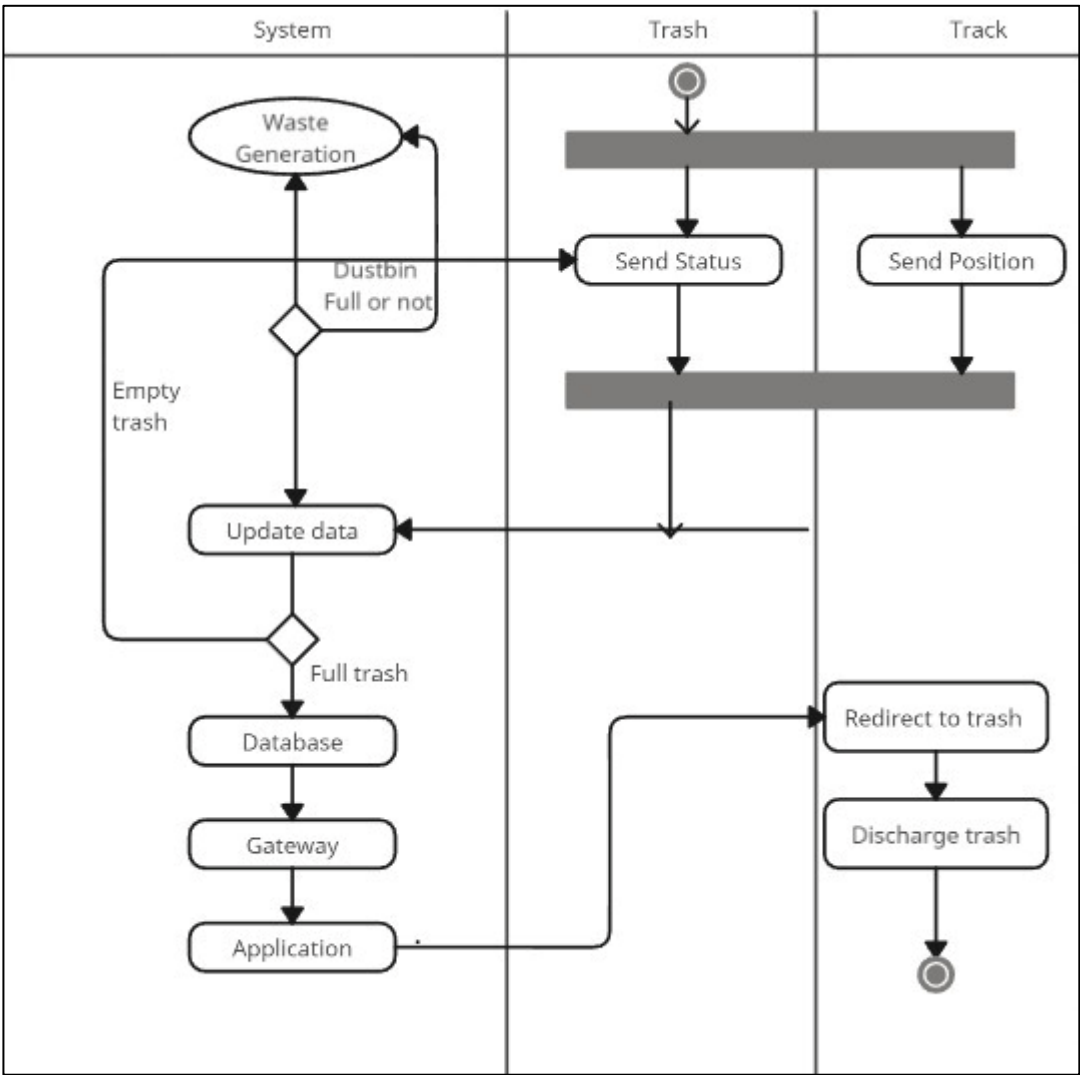 System
Trash
Track
Waste
Generation
Send Status
Send Position
Dustbin
Full or not
Empty
trash
Update data
Full trash
Database
Redirect to trash
Gateway
Discharge trash
Application